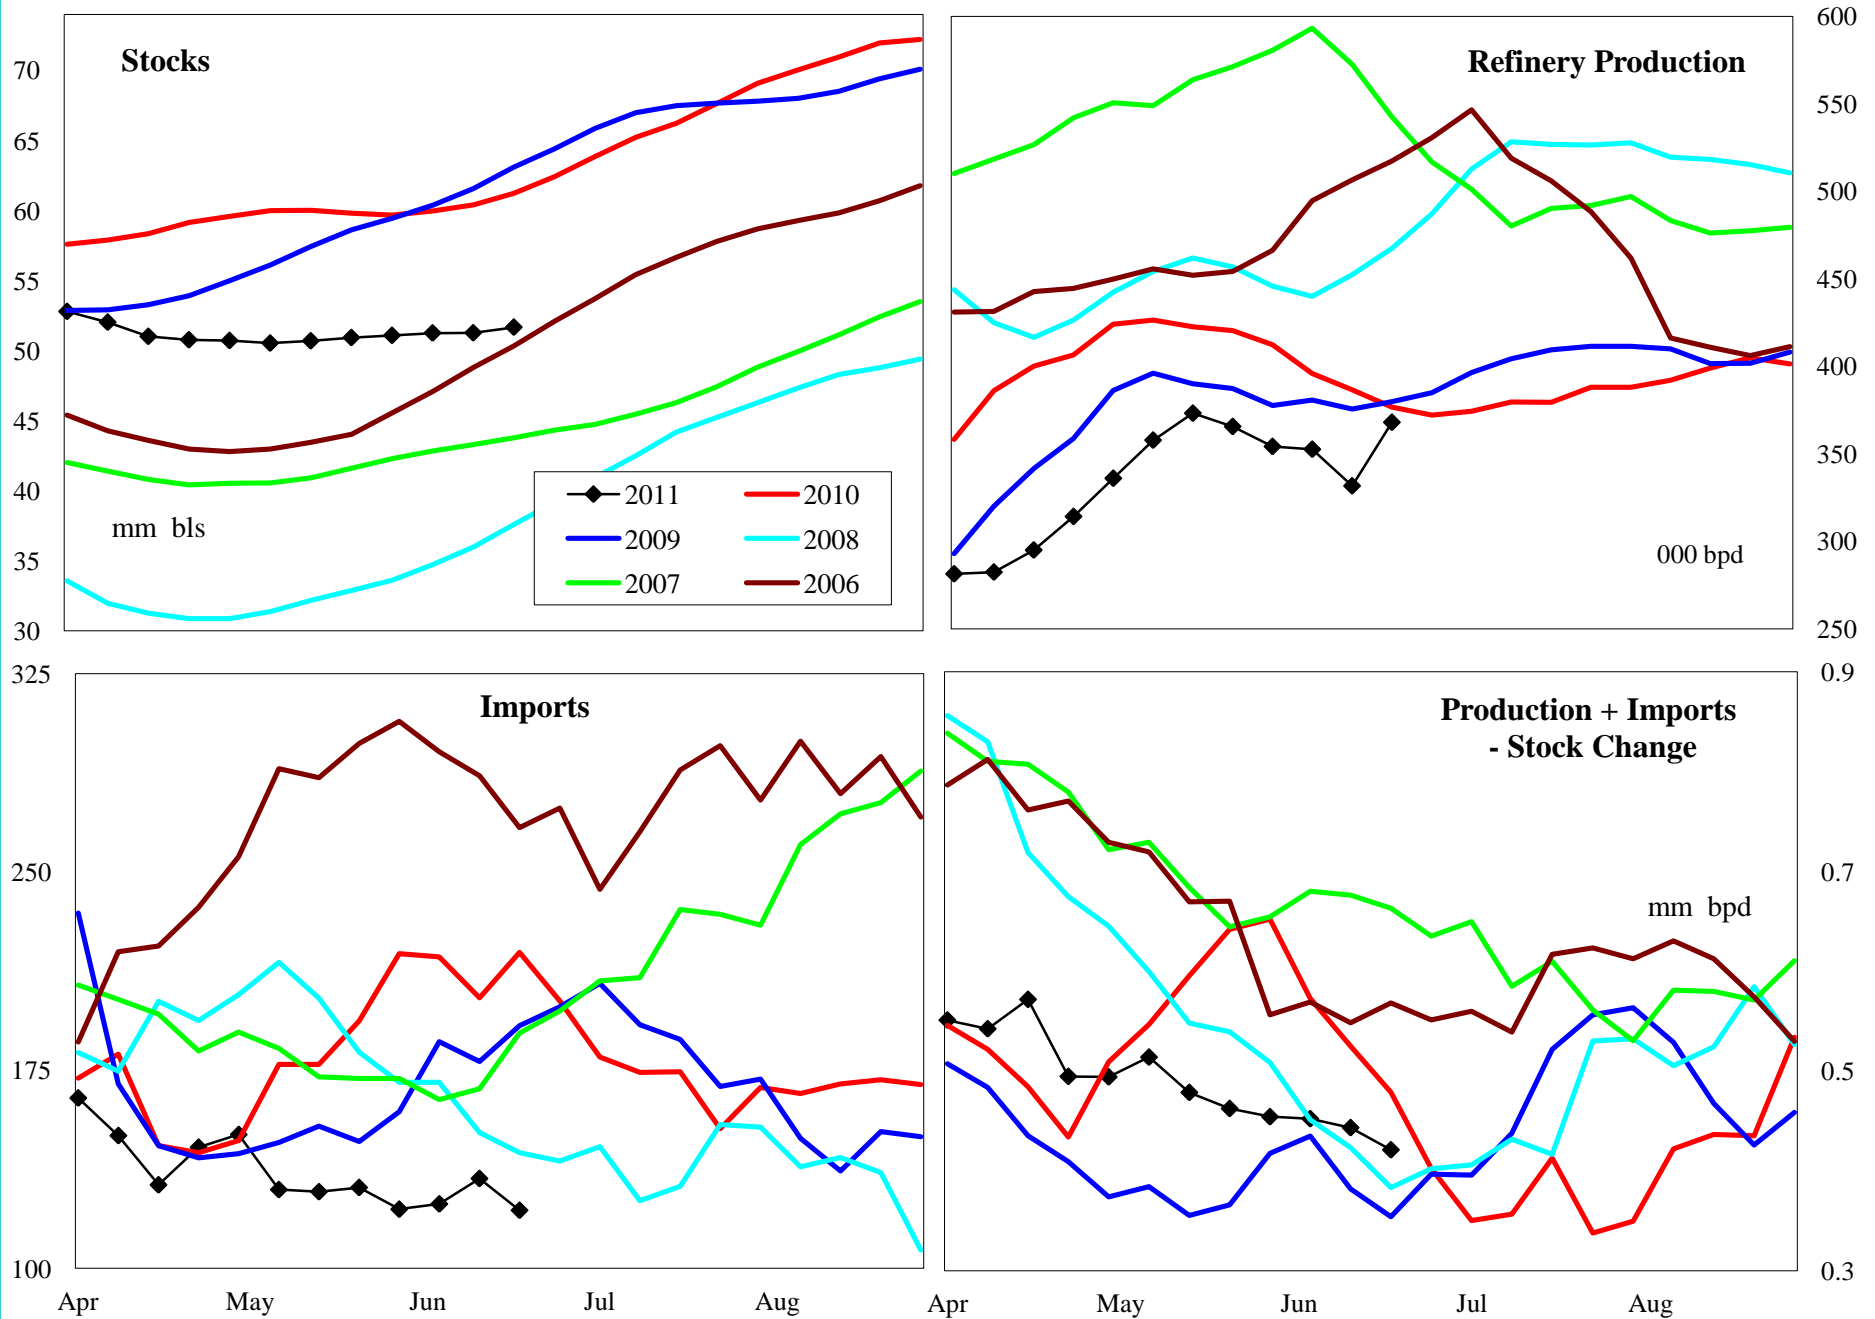 Stocks
70
65
60
55
50
45
40
35
30
mm bls
2011
2010
2009
2008
2007
2006
Refinery Production
600
550
500
450
400
350
300
250
000 bpd
Imports
325
250
175
100
Apr
May
Jun
Jul
Aug
Production + Imports
- Stock Change
mm bpd
0.9
0.7
0.5
0.3
Apr
May
Jun
Jul
Aug